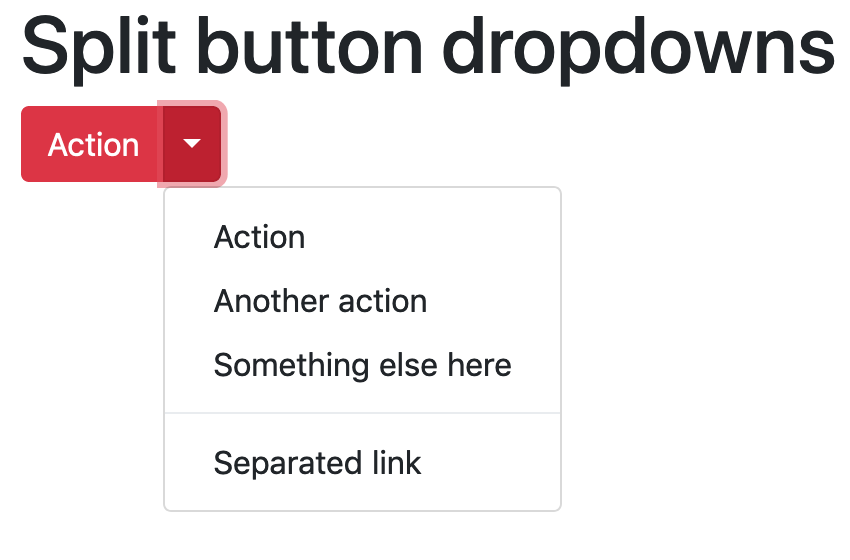 Split button dropdowns
Action
Action
Another action
Something else here
Separated link